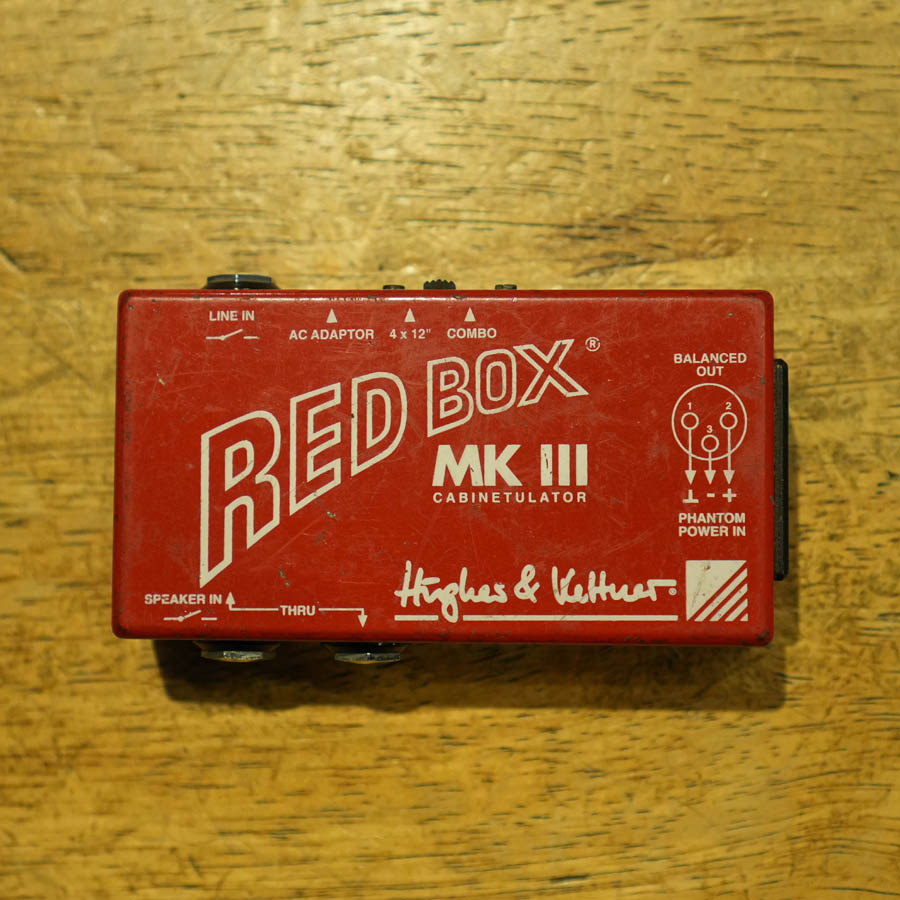 LINE IN
AC ADAPTOR 4 x 12" COMBO
RED BOX®
MK III
CABINETULATOR
BALANCED
OUT
1 2
3
⊥ - +
PHANTOM
POWER IN
SPEAKER IN
THRU
Hughes & Kettner®